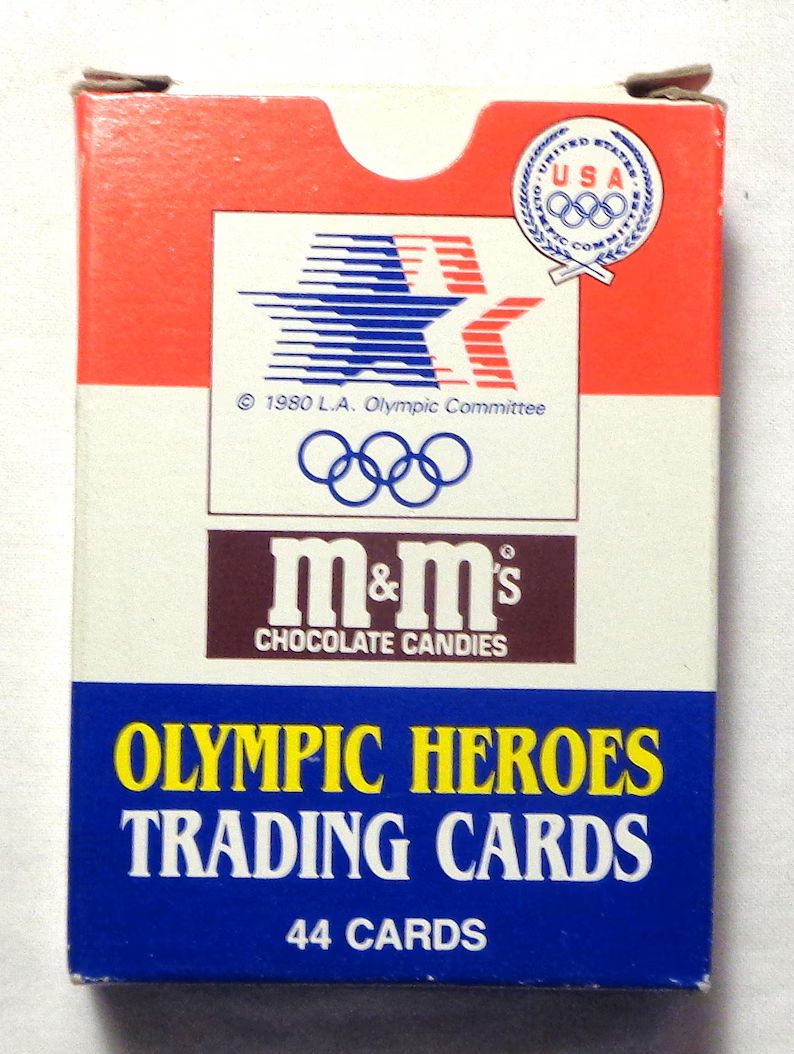 UNITED STATES
USA
OLYMPIC COMMITTEE
© 1980 L.A. Olympic Committee
m&m's®
CHOCOLATE CANDIES
OLYMPIC HEROES
TRADING CARDS
44 CARDS